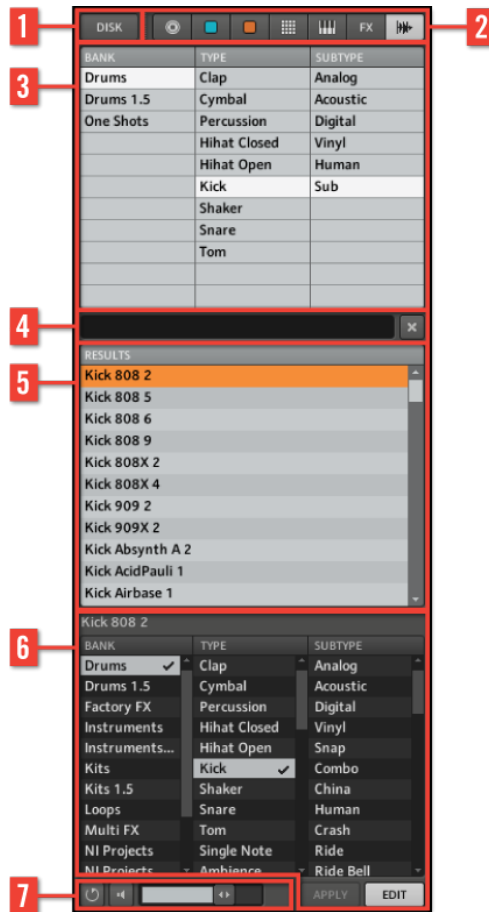 1
DISK
FX
2
3
BANK TYPE SUBTYPE
Drums Clap Analog
Drums 1.5 Cymbal Acoustic
One Shots Percussion Digital
Hihat Closed Vinyl
Hihat Open Human
Kick Sub
Shaker
Snare
Tom
4
×
5
RESULTS
Kick 808 2
Kick 808 5
Kick 808 6
Kick 808 9
Kick 808X 2
Kick 808X 4
Kick 909 2
Kick 909X 2
Kick Absynth A 2
Kick AcidPauli 1
Kick Airbase 1
6
Kick 808 2
BANK TYPE SUBTYPE
Drums Clap Analog
Drums 1.5 Cymbal Acoustic
Factory FX Percussion Digital
Instruments Hihat Closed Vinyl
Instruments... Hihat Open Snap
Kits Kick Combo
Kits 1.5 Shaker China
Loops Snare Human
Multi FX Tom Crash
NI Projects Single Note Ride
NI Projects Ambience Ride Bell
7
APPLY EDIT